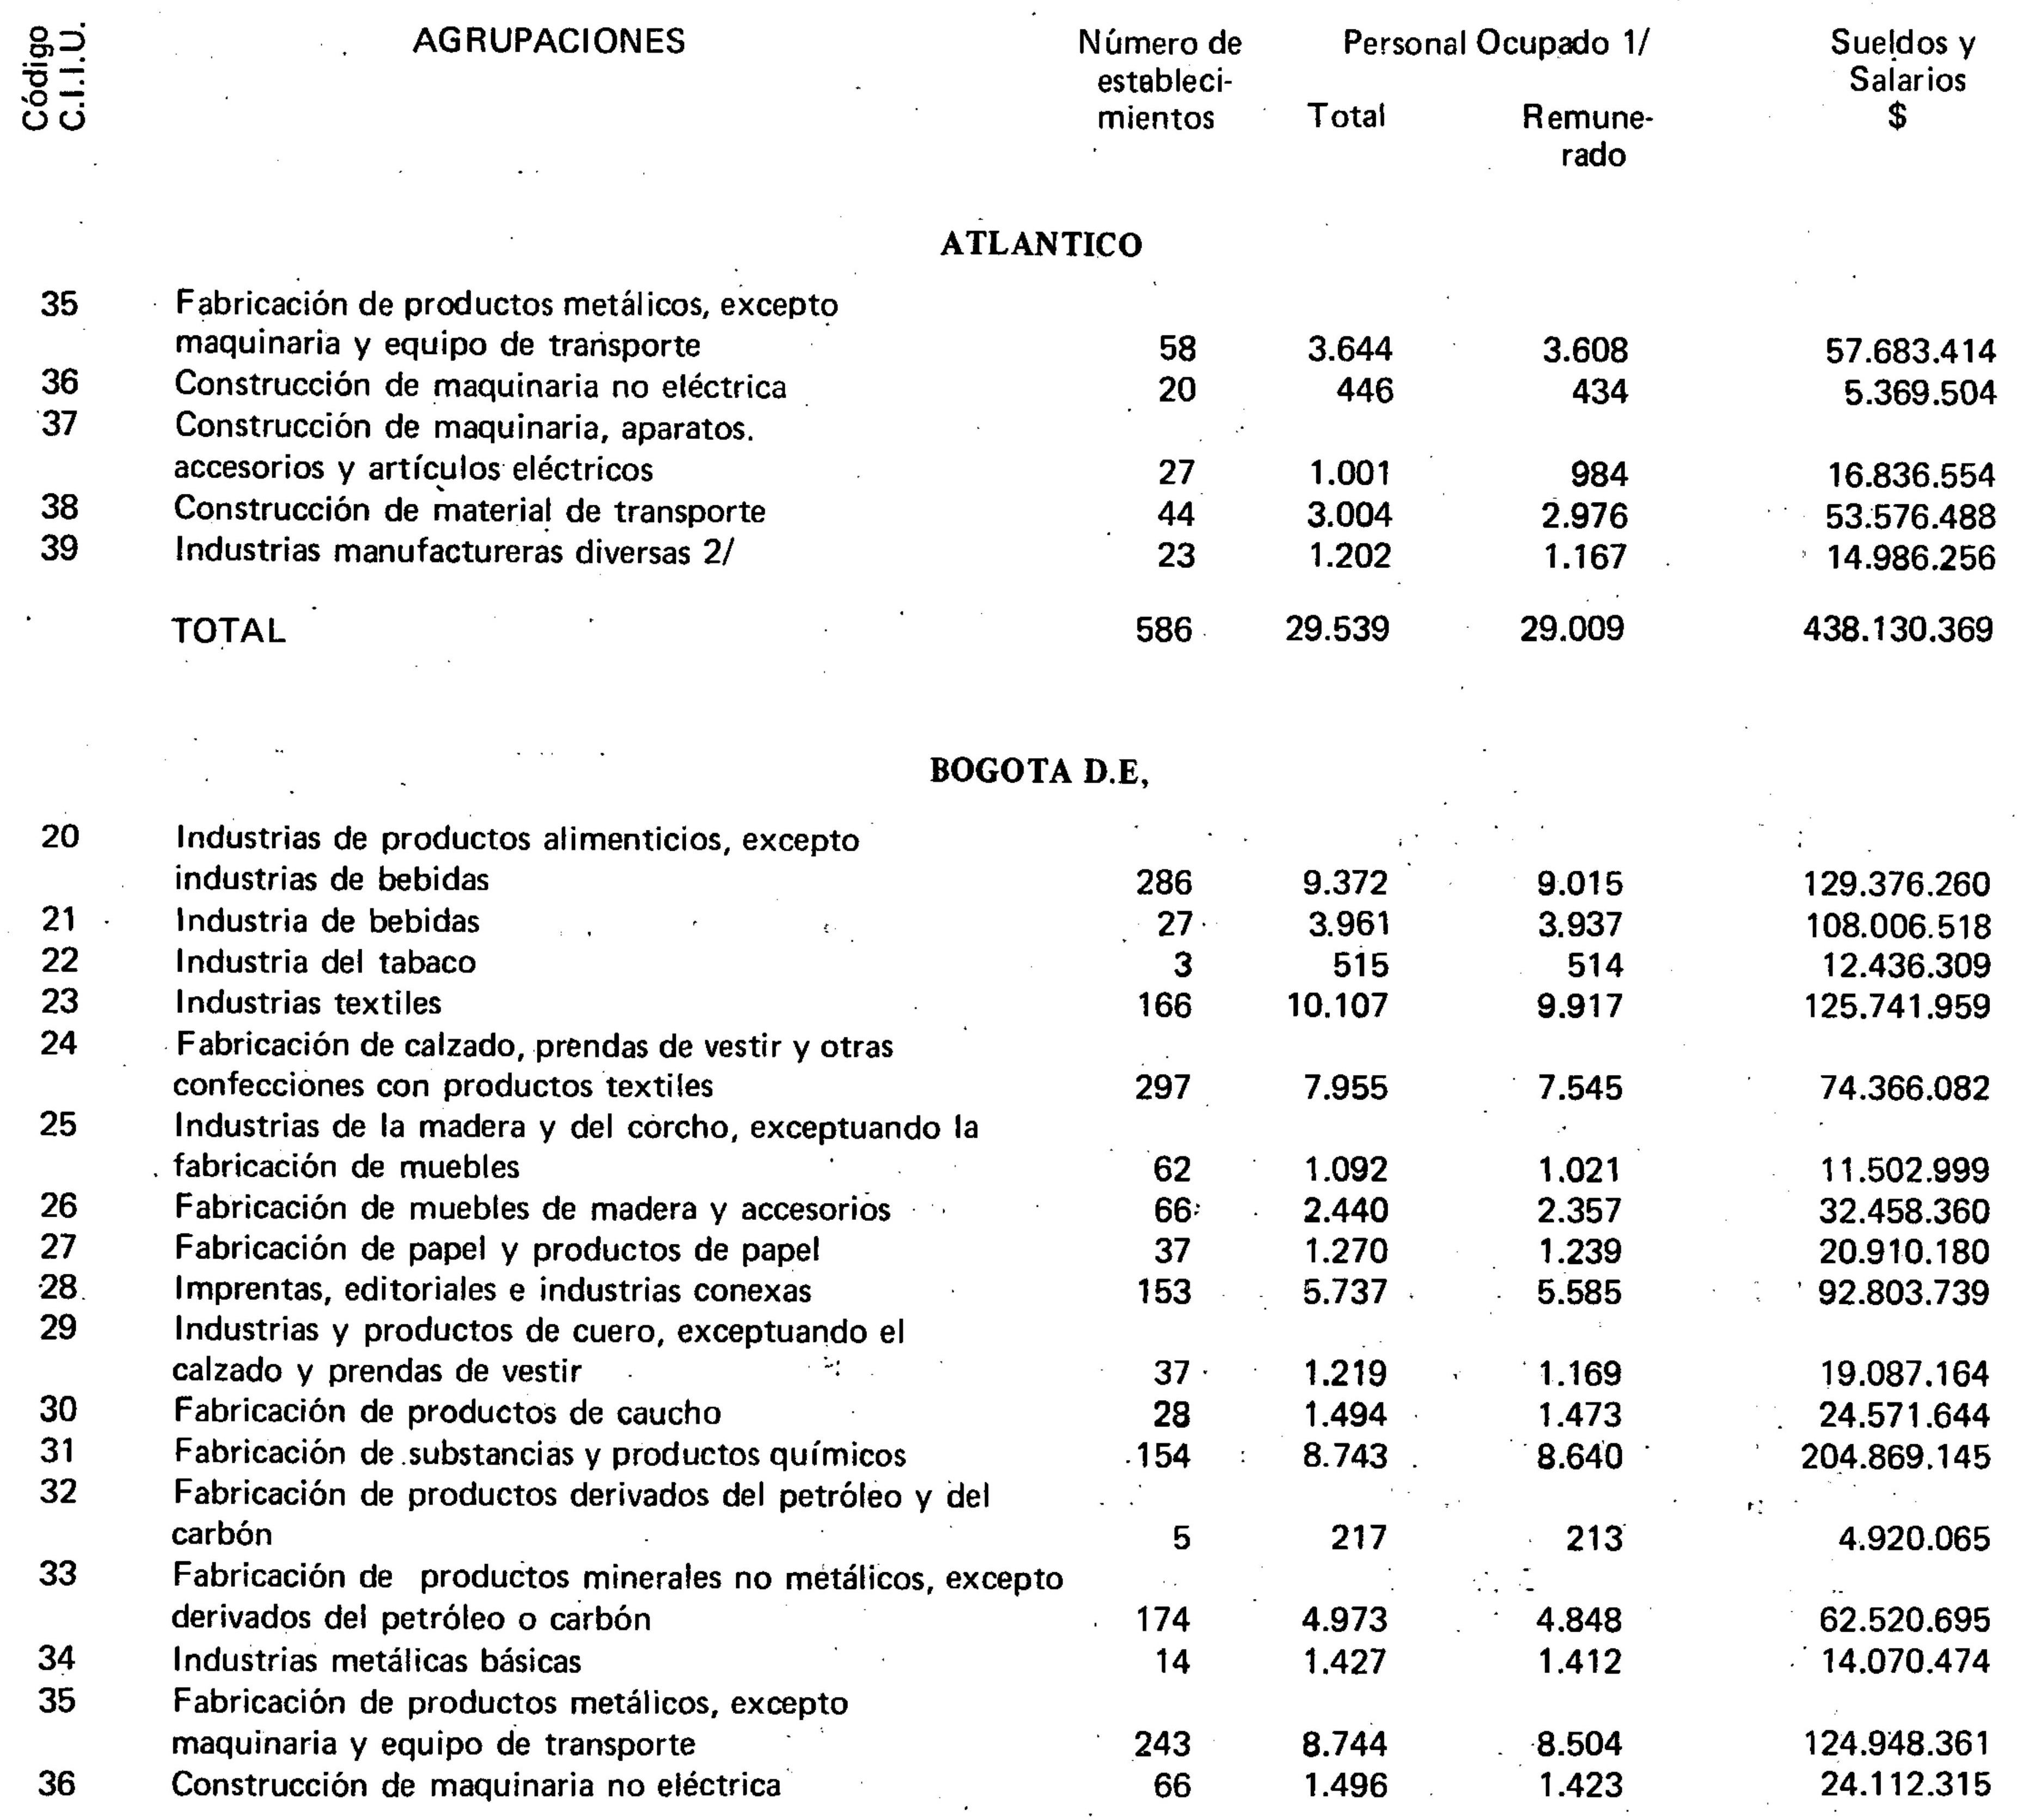 Código C.I.I.U. AGRUPACIONES Número de Personal Ocupado 1/ Sueldos y
estableci- Salarios
mientos Total Remune- $
rado
ATLANTICO
35 Fabricación de productos metálicos, excepto
maquinaria y equipo de transporte 58 3.644 3.608 57.683.414
36 Construcción de maquinaria no eléctrica 20 446 434 5.369.504
37 Construcción de maquinaria, aparatos.
accesorios y artículos eléctricos 27 1.001 984 16.836.554
38 Construcción de material de transporte 44 3.004 2.976 53.576.488
39 Industrias manufactureras diversas 2/ 23 1.202 1.167 14.986.256
TOTAL 586 29.539 29.009 438.130.369
BOGOTA D.E,
20 Industrias de productos alimenticios, excepto
industrias de bebidas 286 9.372 9.015 129.376.260
21 Industria de bebidas 27 3.961 3.937 108.006.518
22 Industria del tabaco 3 515 514 12.436.309
23 Industrias textiles 166 10.107 9.917 125.741.959
24 Fabricación de calzado, prendas de vestir y otras
confecciones con productos textiles 297 7.955 7.545 74.366.082
25 Industrias de la madera y del corcho, exceptuando la
fabricación de muebles 62 1.092 1.021 11.502.999
26 Fabricación de muebles de madera y accesorios 66 2.440 2.357 32.458.360
27 Fabricación de papel y productos de papel 37 1.270 1.239 20.910.180
28 Imprentas, editoriales e industrias conexas 153 5.737 5.585 92.803.739
29 Industrias y productos de cuero, exceptuando el
calzado y prendas de vestir 37 1.219 1.169 19.087.164
30 Fabricación de productos de caucho 28 1.494 1.473 24.571.644
31 Fabricación de substancias y productos químicos 154 8.743 8.640 204.869.145
32 Fabricación de productos derivados del petróleo y del
carbón 5 217 213 4.920.065
33 Fabricación de productos minerales no metálicos, excepto
derivados del petróleo o carbón 174 4.973 4.848 62.520.695
34 Industrias metálicas básicas 14 1.427 1.412 14.070.474
35 Fabricación de productos metálicos, excepto
maquinaria y equipo de transporte 243 8.744 8.504 124.948.361
36 Construcción de maquinaria no eléctrica 66 1.496 1.423 24.112.315